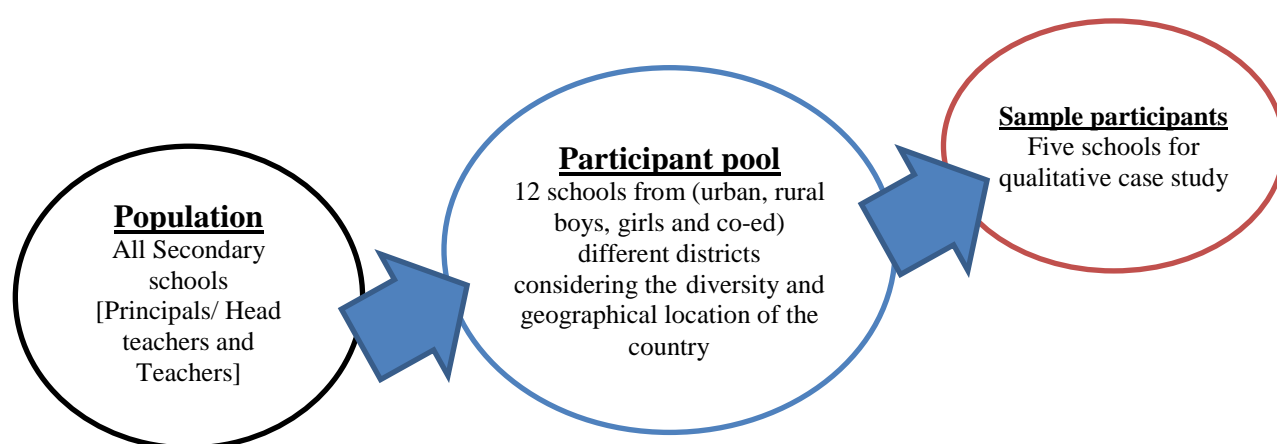 Population
All Secondary
schools
[Principals/ Head
teachers and
Teachers]
Participant pool
12 schools from (urban, rural
boys, girls and co-ed)
different districts
considering the diversity and
geographical location of the
country
Sample participants
Five schools for
qualitative case study